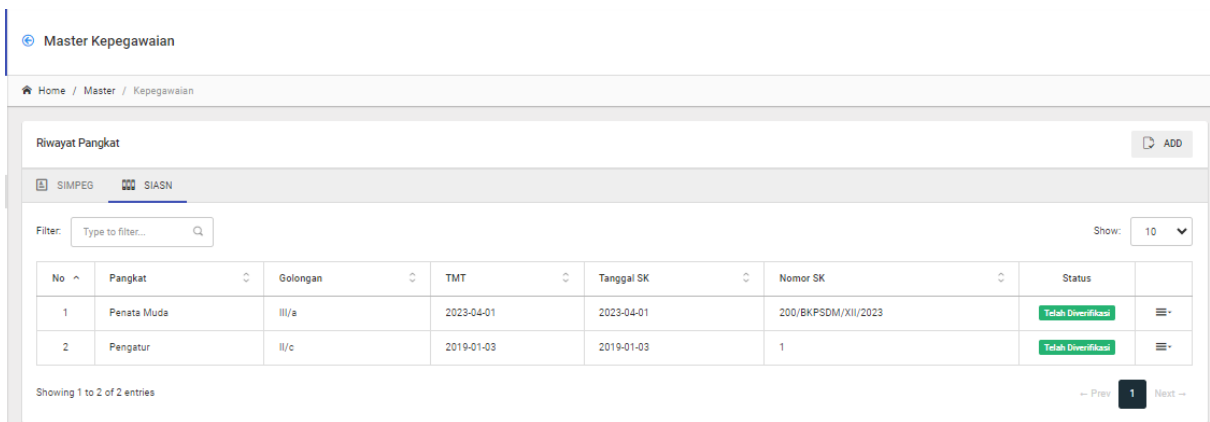 Master Kepegawaian
Home / Master / Kepegawaian
Riwayat Pangkat ADD
SIMPEG SIASN
Filter: Type to filter... Show: 10
No Pangkat Golongan TMT Tanggal SK Nomor SK Status
1 Penata Muda III/a 2023-04-01 2023-04-01 200/BKPSDM/XII/2023 Telah Diverifikasi
2 Pengatur II/c 2019-01-03 2019-01-03 1 Telah Diverifikasi
Showing 1 to 2 of 2 entries ← Prev 1 Next →